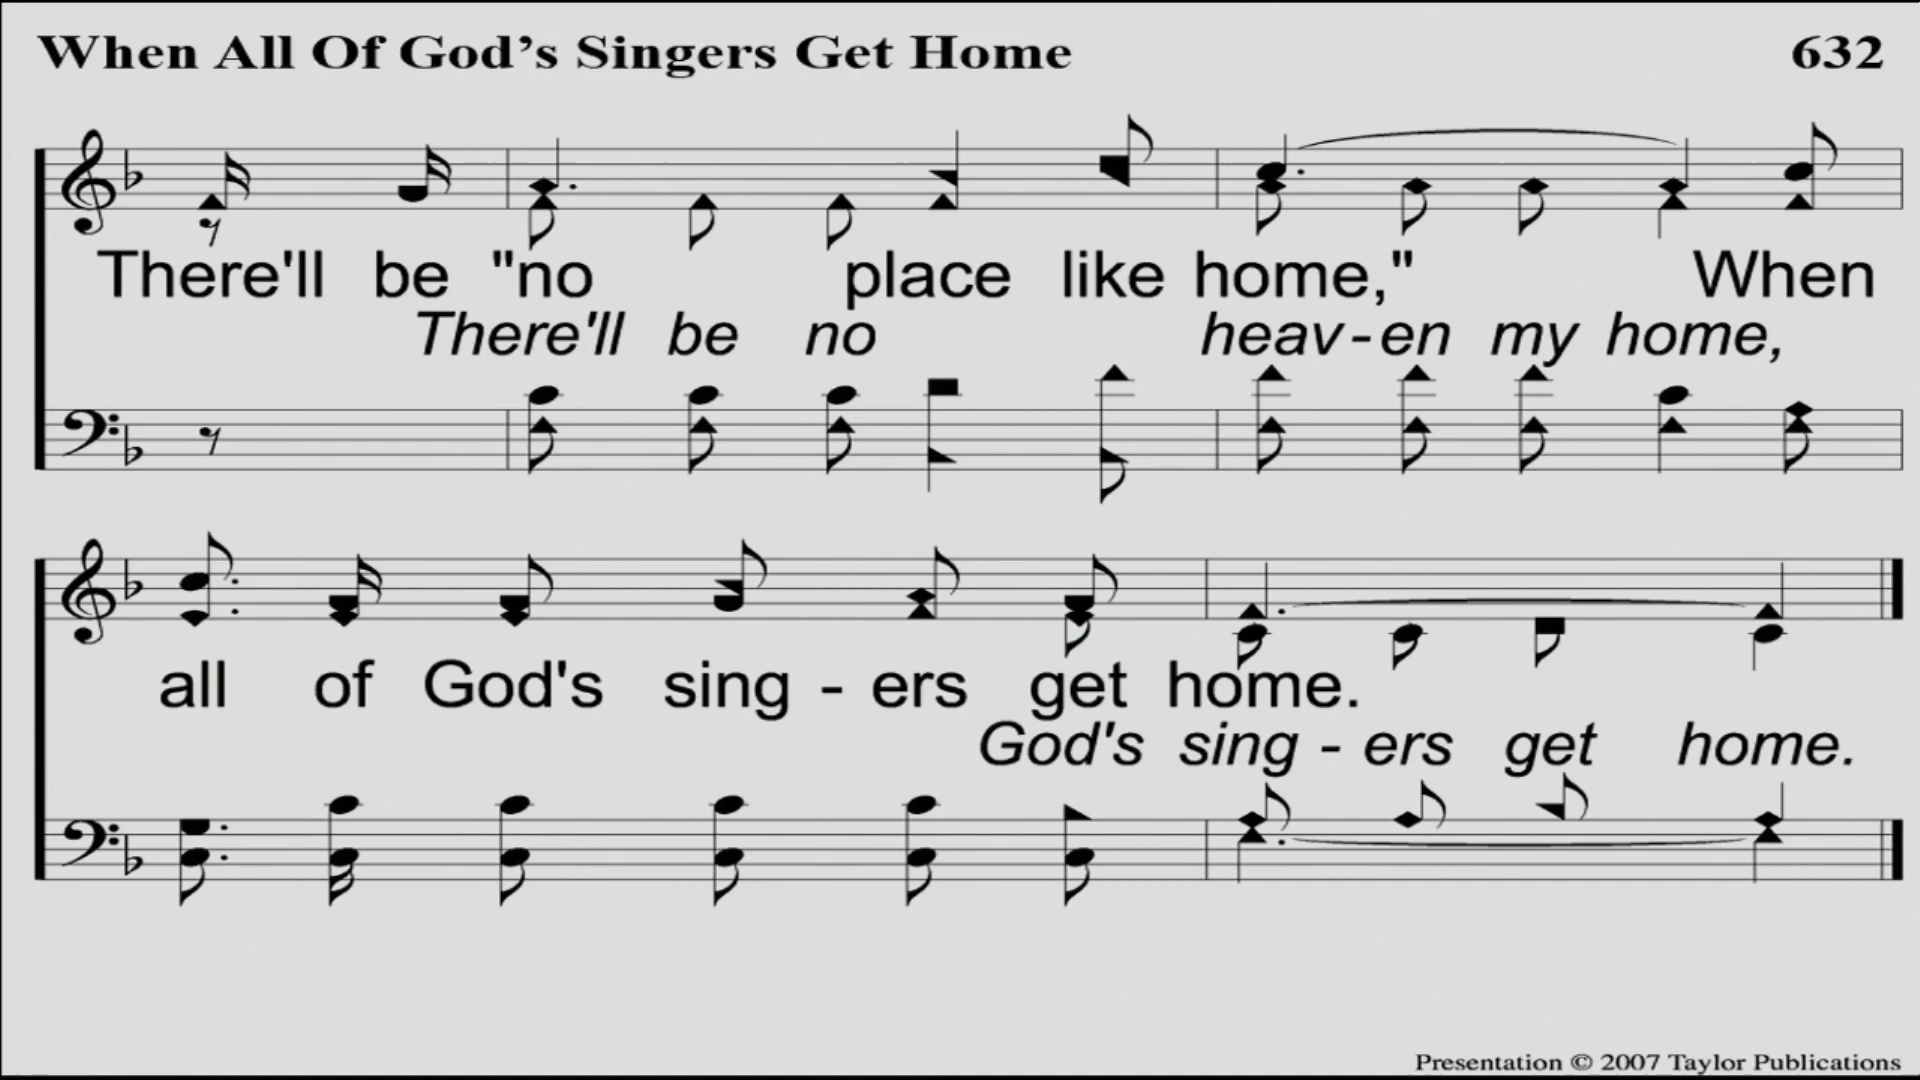 When All Of God’s Singers Get Home 632
There'll be "no place like home," When
There'll be no heav-en my home,
all of God's sing - ers get home.
God's sing - ers get home.
Presentation © 2007 Taylor Publications